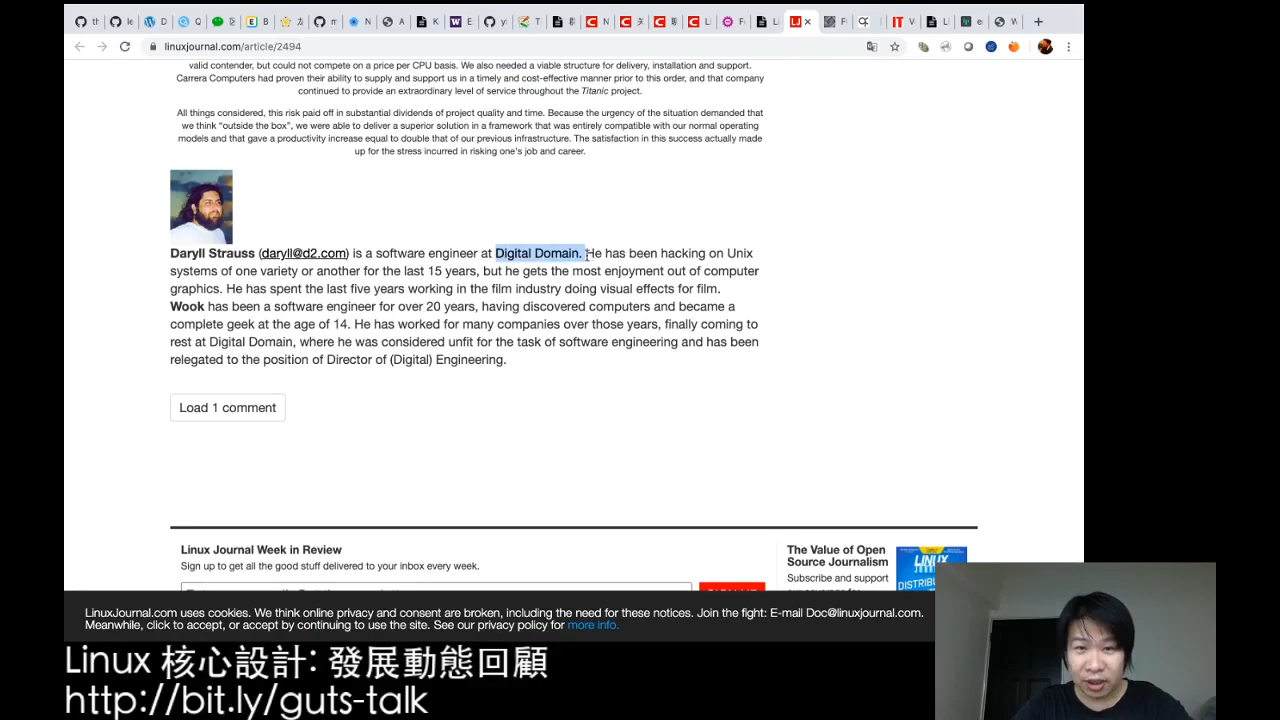 linuxjournal.com/article/2494
valid contender, but could not compete on a price per CPU basis. We also needed a viable structure for delivery, installation and support.
Carrera Computers had proven their ability to supply and support us in a timely and cost-effective manner prior to this order, and that company
continued to provide an extraordinary level of service throughout the Titanic project.
All things considered, this risk paid off in substantial dividends of project quality and time. Because the urgency of the situation demanded that
we think “outside the box”, we were able to deliver a superior solution in a framework that was entirely compatible with our normal operating
models and that gave a productivity increase equal to double that of our previous infrastructure. The satisfaction in this success actually made
up for the stress incurred in risking one's job and career.
Daryll Strauss (daryll@d2.com) is a software engineer at Digital Domain. He has been hacking on Unix
systems of one variety or another for the last 15 years, but he gets the most enjoyment out of computer
graphics. He has spent the last five years working in the film industry doing visual effects for film.
Wook has been a software engineer for over 20 years, having discovered computers and became a
complete geek at the age of 14. He has worked for many companies over those years, finally coming to
rest at Digital Domain, where he was considered unfit for the task of software engineering and has been
relegated to the position of Director of (Digital) Engineering.
Load 1 comment
Linux Journal Week in Review
Sign up to get all the good stuff delivered to your inbox every week.
The Value of Open
Source Journalism
Subscribe and support
LINUX
LinuxJournal.com uses cookies. We think online privacy and consent are broken, including the need for these notices. Join the fight: E-mail Doc@linuxjournal.com.
Meanwhile, click to accept, or accept by continuing to use the site. See our privacy policy for more info.
Linux 核心設計: 發展動態回顧
http://bit.ly/guts-talk